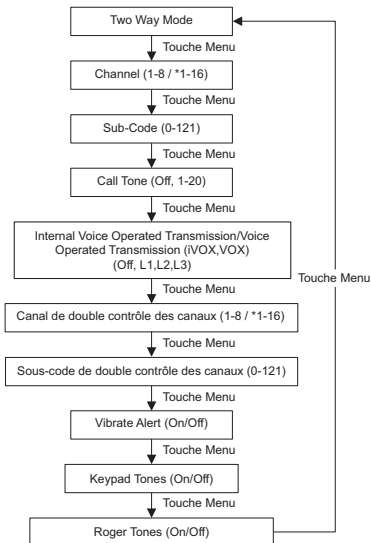 Two Way Mode
Touche Menu
Channel (1-8 / *1-16)
Touche Menu
Sub-Code (0-121)
Touche Menu
Call Tone (Off, 1-20)
Touche Menu
Internal Voice Operated Transmission/Voice
Operated Transmission (iVOX,VOX)
(Off, L1,L2,L3)
Touche Menu
Touche Menu
Canal de double contrôle des canaux (1-8 / *1-16)
Touche Menu
Sous-code de double contrôle des canaux (0-121)
Touche Menu
Vibrate Alert (On/Off)
Touche Menu
Keypad Tones (On/Off)
Touche Menu
Roger Tones (On/Off)